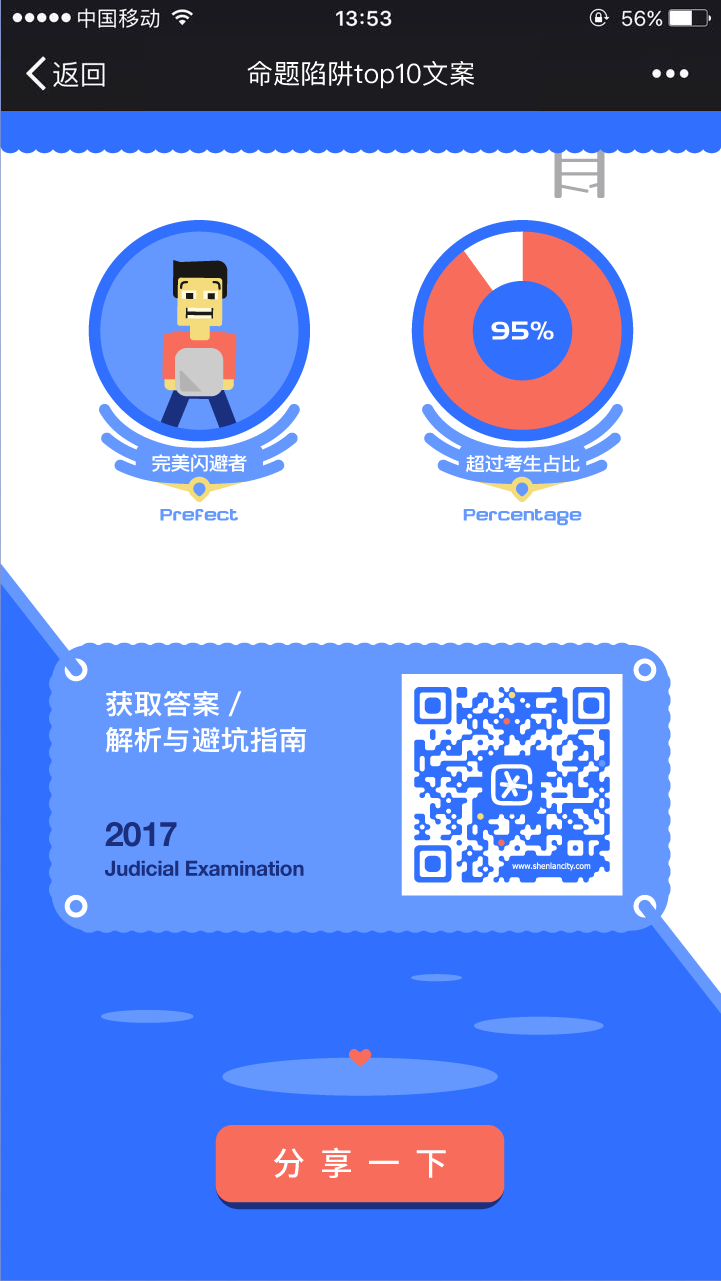 中国移动
13:53
56%
返回
命题陷阱top10文案
95%
完美闪避者
超过考生占比
Prefect
Percentage
获取答案 /
解析与避坑指南
2017
Judicial Examination
www.shenlancity.com
分享一下